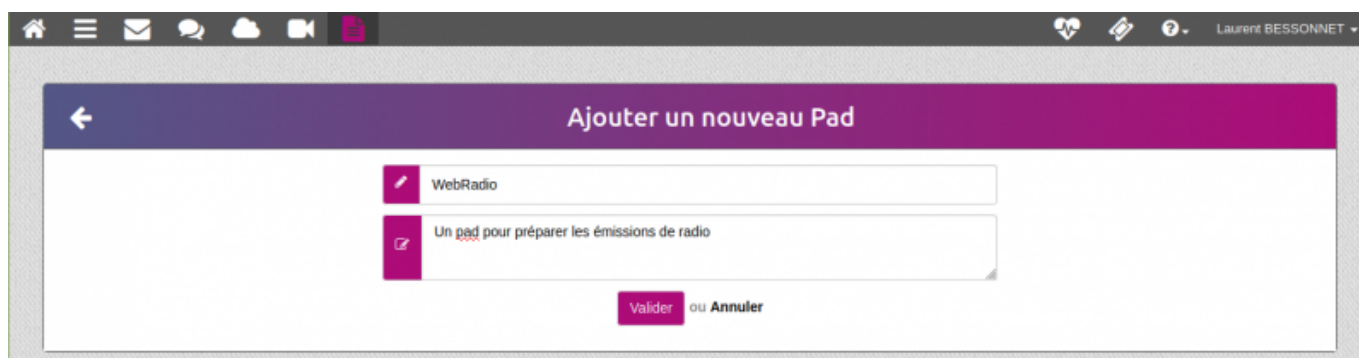 Laurent BESSONNET
Ajouter un nouveau Pad
WebRadio
Un pad pour préparer les émissions de radio
Valider ou Annuler